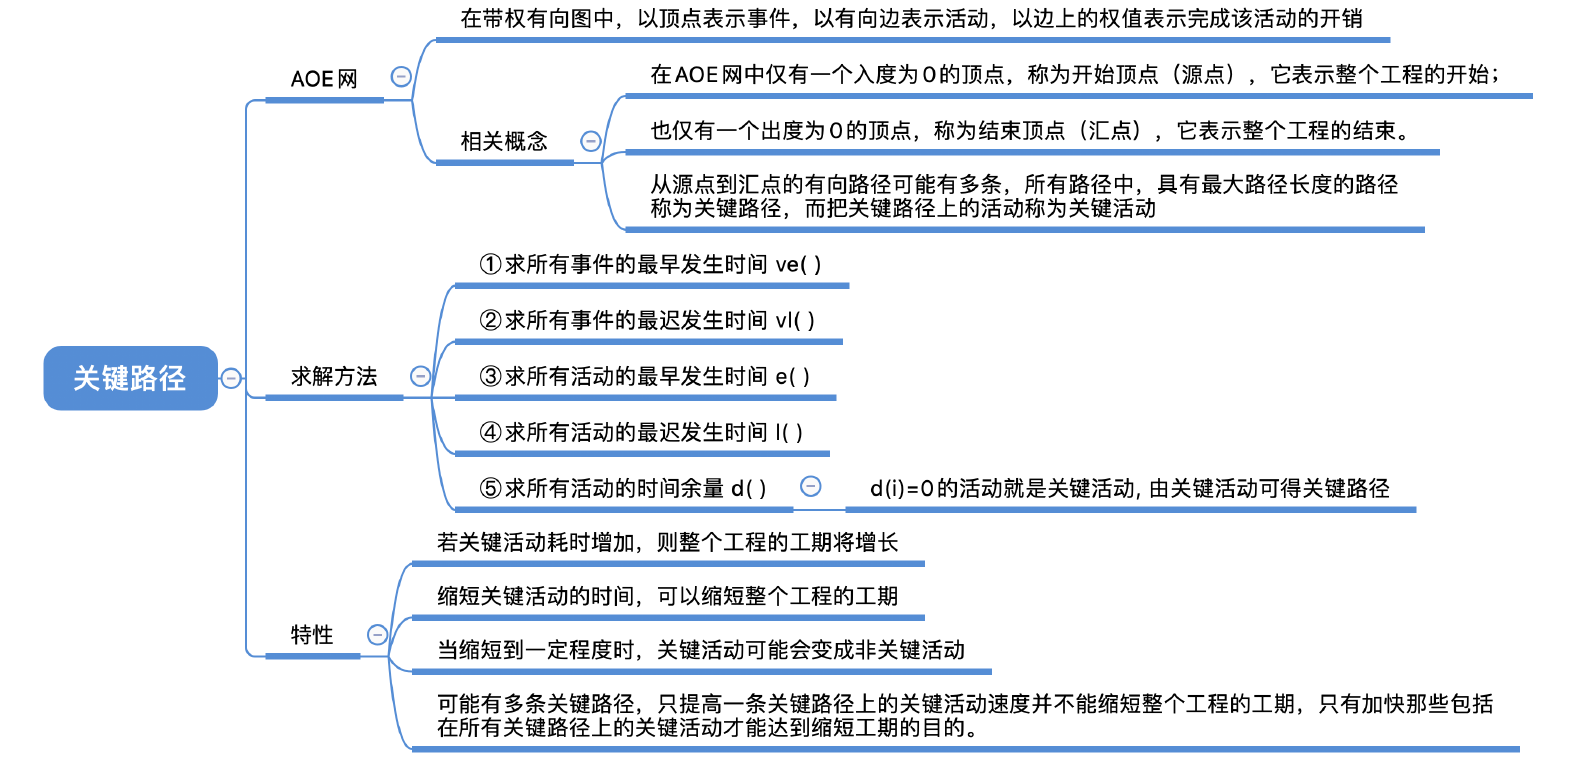 关键路径
AOE网
在带权有向图中，以顶点表示事件，以有向边表示活动，以边上的权值表示完成该活动的开销
相关概念
在AOE网中仅有一个入度为0的顶点，称为开始顶点（源点），它表示整个工程的开始；
也仅有一个出度为0的顶点，称为结束顶点（汇点），它表示整个工程的结束。
从源点到汇点的有向路径可能有多条，所有路径中，具有最大路径长度的路径
称为关键路径，而把关键路径上的活动称为关键活动
求解方法
①求所有事件的最早发生时间 ve( )
②求所有事件的最迟发生时间 vl( )
③求所有活动的最早发生时间 e( )
④求所有活动的最迟发生时间 l( )
⑤求所有活动的时间余量 d( )
d(i)=0的活动就是关键活动, 由关键活动可得关键路径
特性
若关键活动耗时增加，则整个工程的工期将增长
缩短关键活动的时间，可以缩短整个工程的工期
当缩短到一定程度时，关键活动可能会变成非关键活动
可能有多条关键路径，只提高一条关键路径上的关键活动速度并不能缩短整个工程的工期，只有加快那些包括
在所有关键路径上的关键活动才能达到缩短工期的目的。